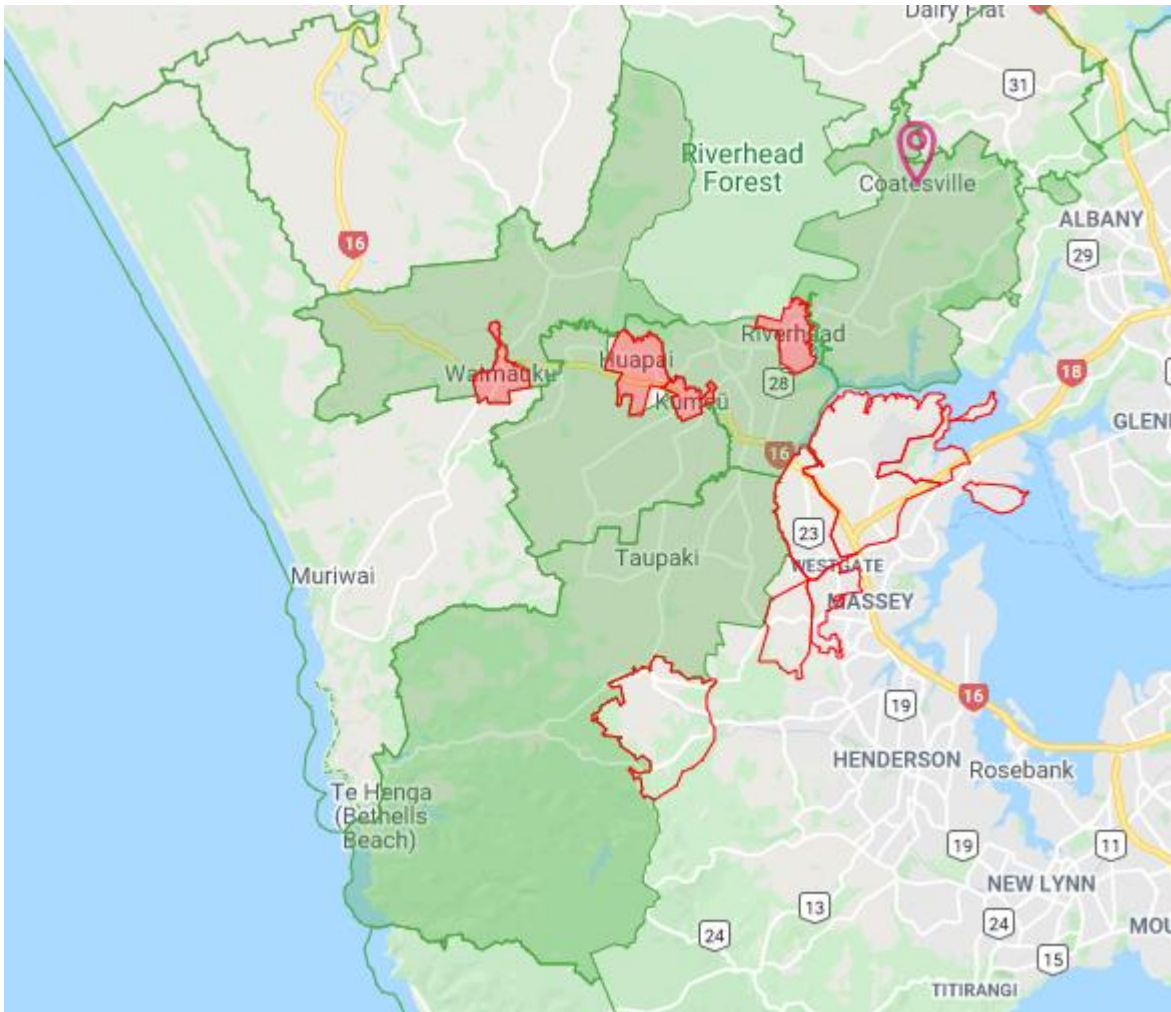 Dairy Flat
31
Riverhead
Forest
Coatesville
ALBANY
29
16
Riverhead
Huapai
Waimauku
Kumeū
28
18
16
23
Taupaki
WESTGATE
Muriwai
MASSEY
16
19
HENDERSON
Rosebank
Te Henga
(Bethells
Beach)
19
11
NEW LYNN
13
24
24
15
TITIRANGI